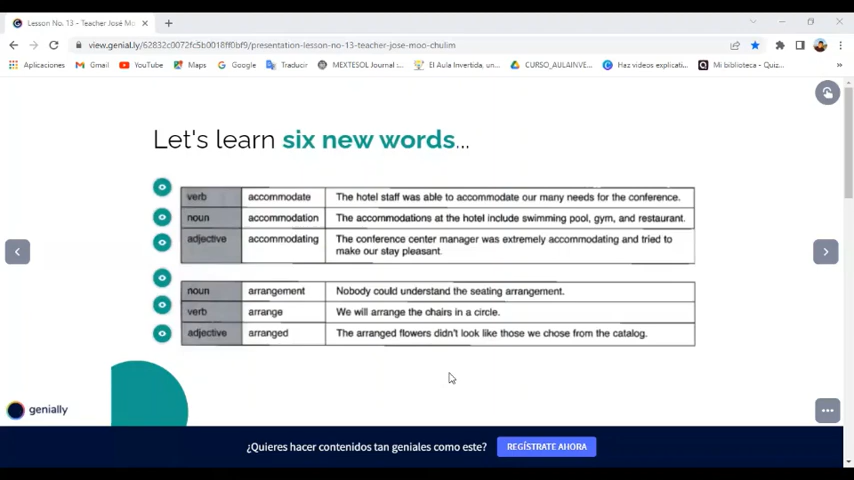 Lesson No. 13 - Teacher José Mo
view.genial.ly/62832c0072fc5b0018ff0bf9/presentation-lesson-no-13-teacher-jose-moo-chulim
Aplicaciones Gmail YouTube Maps Google Traducir MEXTESOL Journal :... El Aula Invertida, un... CURSO_AULAINVE... Haz videos explicati... Mi biblioteca - Quiz... »
Let's learn six new words...
verb accommodate The hotel staff was able to accommodate our many needs for the conference.
noun accommodation The accommodations at the hotel include swimming pool, gym, and restaurant.
adjective accommodating The conference center manager was extremely accommodating and tried to
make our stay pleasant.
noun arrangement Nobody could understand the seating arrangement.
verb arrange We will arrange the chairs in a circle.
adjective arranged The arranged flowers didn't look like those we chose from the catalog.
genially
¿Quieres hacer contenidos tan geniales como este? REGÍSTRATE AHORA